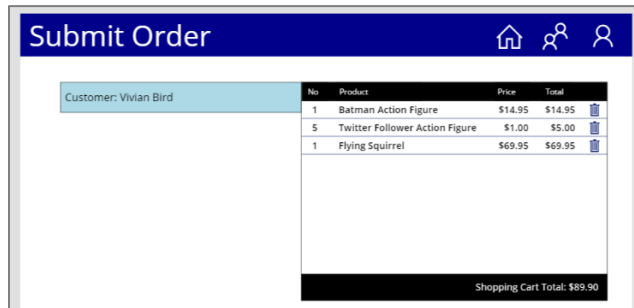 Submit Order
Customer: Vivian Bird
No Product Price Total
1 Batman Action Figure $14.95 $14.95
5 Twitter Follower Action Figure $1.00 $5.00
1 Flying Squirrel $69.95 $69.95
Shopping Cart Total: $89.90